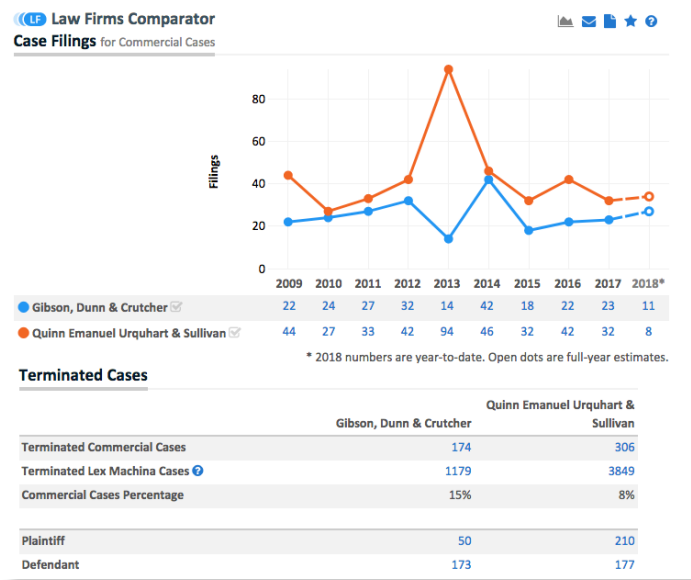 LF Law Firms Comparator
Case Filings for Commercial Cases
80
60
40
20
0
Filings
2009 2010 2011 2012 2013 2014 2015 2016 2017 2018*
Gibson, Dunn & Crutcher 22 24 27 32 14 42 18 22 23 11
Quinn Emanuel Urquhart & Sullivan 44 27 33 42 94 46 32 42 32 8
* 2018 numbers are year-to-date. Open dots are full-year estimates.
Terminated Cases
Quinn Emanuel Urquhart &
Gibson, Dunn & Crutcher Sullivan
Terminated Commercial Cases 174 306
Terminated Lex Machina Cases ? 1179 3849
Commercial Cases Percentage 15% 8%
Plaintiff 50 210
Defendant 173 177